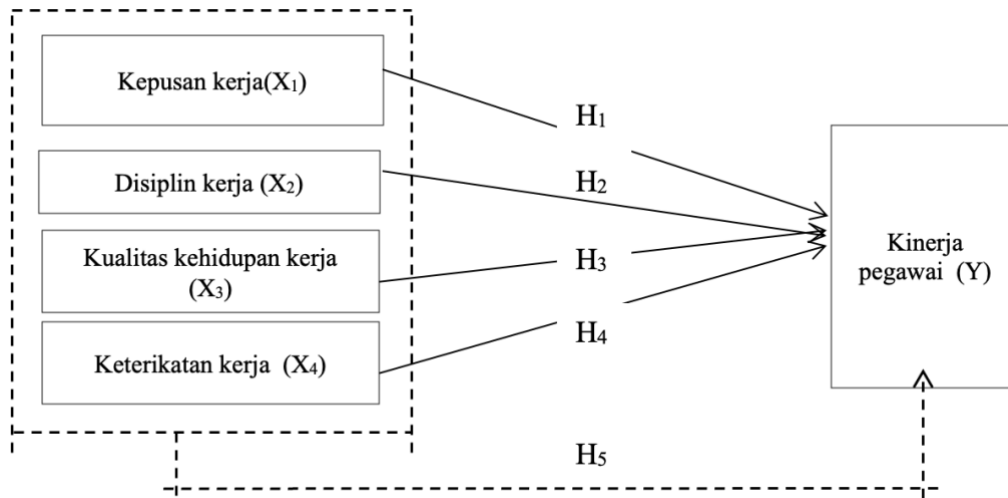 Kepusan kerja(X₁)
H₁
Disiplin kerja (X₂)
H₂
Kualitas kehidupan kerja
(X₃)
H₃
Kinerja
pegawai (Y)
Keterikatan kerja (X₄)
H₄
H₅